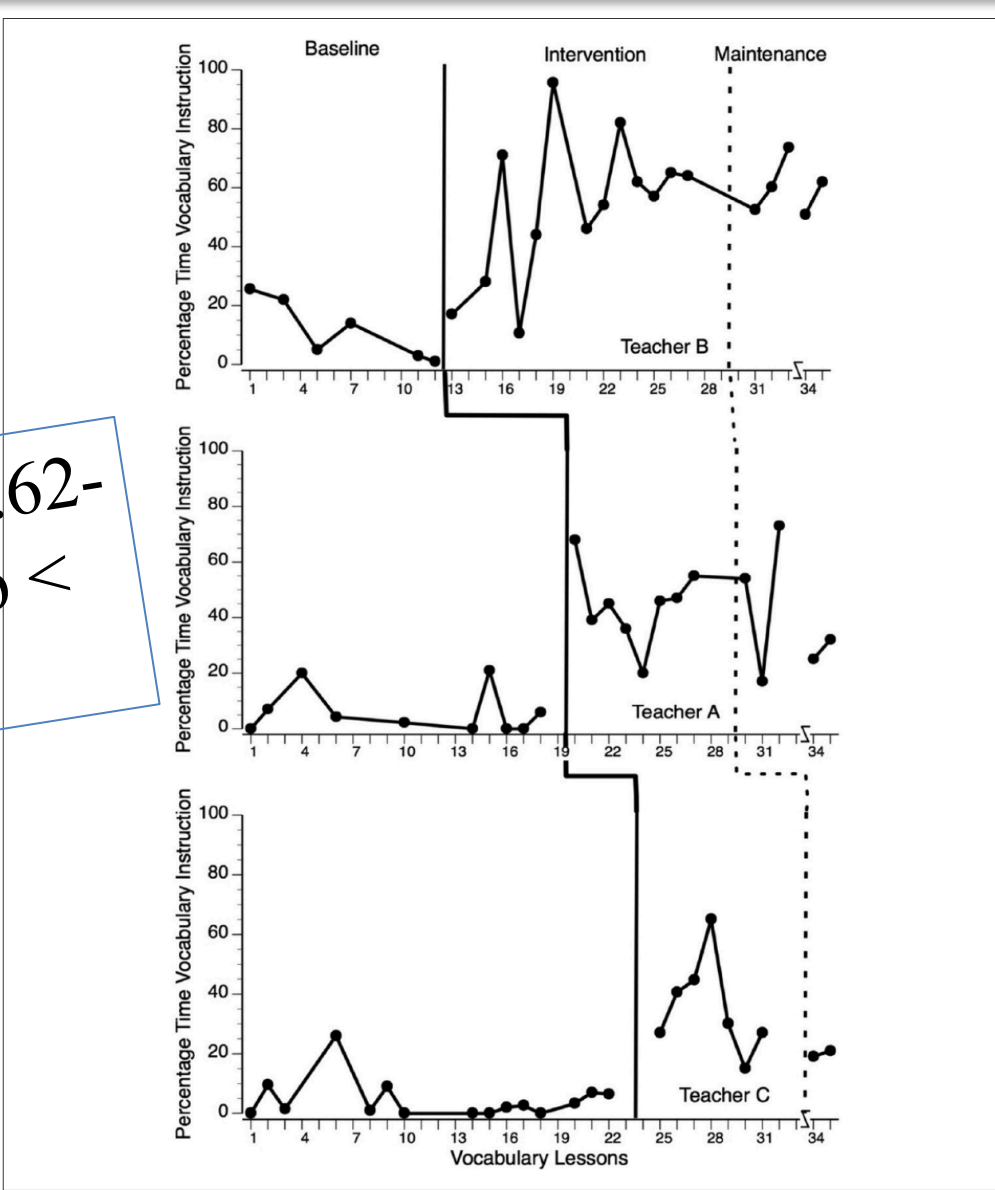 Baseline Intervention Maintenance
Percentage Time Vocabulary Instruction
100
80
60
40
20
0
Teacher B
1 4 7 10 13 16 19 22 25 28 31 34
.62-
<
Percentage Time Vocabulary Instruction
100
80
60
40
20
0
Teacher A
1 4 7 10 13 16 19 22 25 28 31 34
Percentage Time Vocabulary Instruction
100
80
60
40
20
0
Teacher C
1 4 7 10 13 16 19 22 25 28 31 34
Vocabulary Lessons